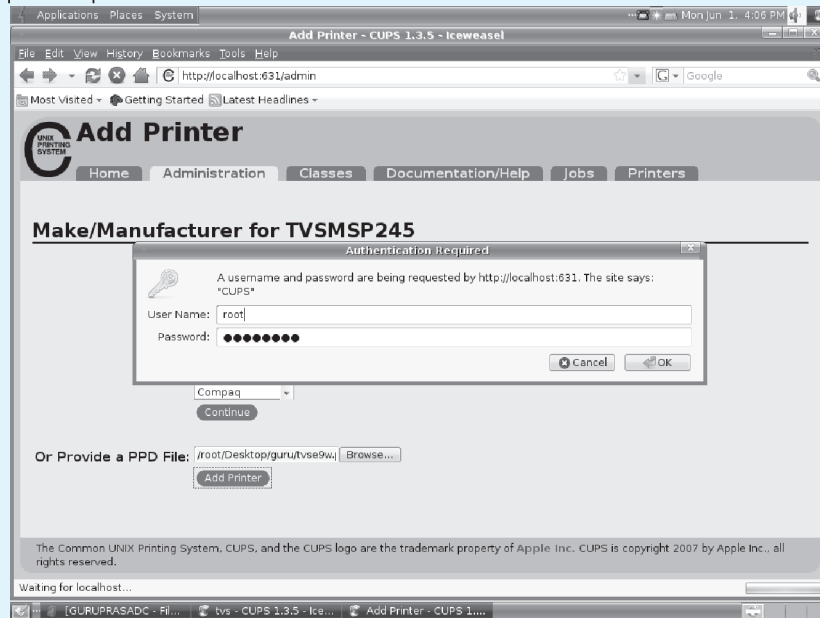 Applications Places System
Mon Jun 1, 4:06 PM
Add Printer - CUPS 1.3.5 - Iceweasel
File Edit View History Bookmarks Tools Help
http://localhost:631/admin
Google
Most Visited Getting Started Latest Headlines
UNIX PRINTING SYSTEM
Add Printer
Home Administration Classes Documentation/Help Jobs Printers
Make/Manufacturer for TVSMSP245
Authentication Required
A username and password are being requested by http://localhost:631. The site says:
"CUPS"
User Name: root
Password: ●●●●●●●●
Cancel OK
Compaq
Continue
Or Provide a PPD File: /root/Desktop/guru/tvse9w. Browse...
Add Printer
The Common UNIX Printing System, CUPS, and the CUPS logo are the trademark property of Apple Inc. CUPS is copyright 2007 by Apple Inc., all
rights reserved.
Waiting for localhost...
[GURUPRASADC - Fil... tvs - CUPS 1.3.5 - Ice... Add Printer - CUPS 1....